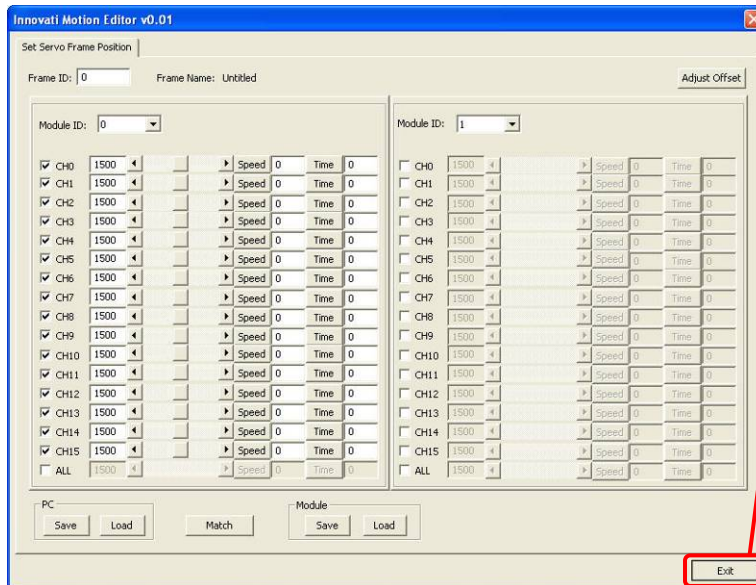 Innovati Motion Editor v0.01
Set Servo Frame Position
Frame ID: 0 Frame Name: Untitled Adjust Offset
Module ID: 0 Module ID: 1
CH0 1500 Speed 0 Time 0 CH0 1500 Speed 0 Time 0
CH1 1500 Speed 0 Time 0 CH1 1500 Speed 0 Time 0
CH2 1500 Speed 0 Time 0 CH2 1500 Speed 0 Time 0
CH3 1500 Speed 0 Time 0 CH3 1500 Speed 0 Time 0
CH4 1500 Speed 0 Time 0 CH4 1500 Speed 0 Time 0
CH5 1500 Speed 0 Time 0 CH5 1500 Speed 0 Time 0
CH6 1500 Speed 0 Time 0 CH6 1500 Speed 0 Time 0
CH7 1500 Speed 0 Time 0 CH7 1500 Speed 0 Time 0
CH8 1500 Speed 0 Time 0 CH8 1500 Speed 0 Time 0
CH9 1500 Speed 0 Time 0 CH9 1500 Speed 0 Time 0
CH10 1500 Speed 0 Time 0 CH10 1500 Speed 0 Time 0
CH11 1500 Speed 0 Time 0 CH11 1500 Speed 0 Time 0
CH12 1500 Speed 0 Time 0 CH12 1500 Speed 0 Time 0
CH13 1500 Speed 0 Time 0 CH13 1500 Speed 0 Time 0
CH14 1500 Speed 0 Time 0 CH14 1500 Speed 0 Time 0
CH15 1500 Speed 0 Time 0 CH15 1500 Speed 0 Time 0
ALL 1500 Speed 0 Time 0 ALL 1500 Speed 0 Time 0
PC Module
Save Load Match Save Load
Exit